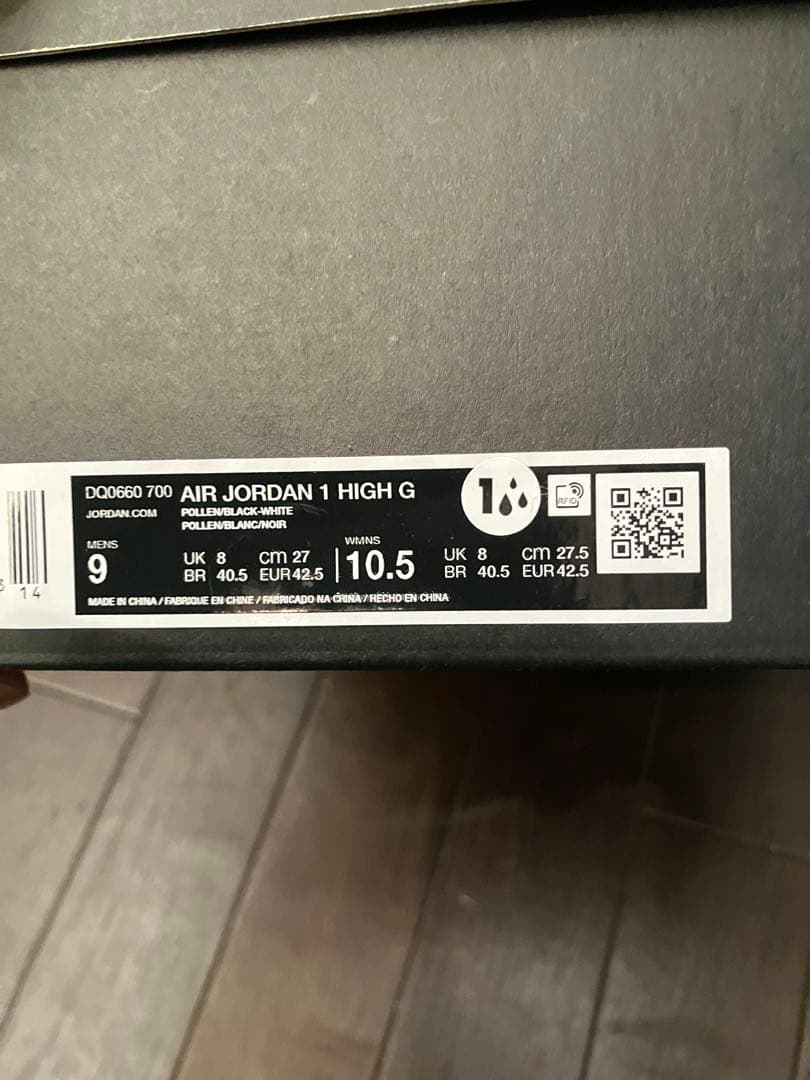 DQ0660 700 AIR JORDAN 1 HIGH G
JORDAN.COM
POLLEN/BLACK-WHITE
POLLEN/BLANC/NOIR
1
RFID
MENS
9
UK 8 cm 27
BR 40.5 EUR 42.5
WMNS
10.5
UK 8 cm 27.5
BR 40.5 EUR 42.5
MADE IN CHINA / FABRIQUE EN CHINE / FABRICADO NA CHINA / HECHO EN CHINA
14